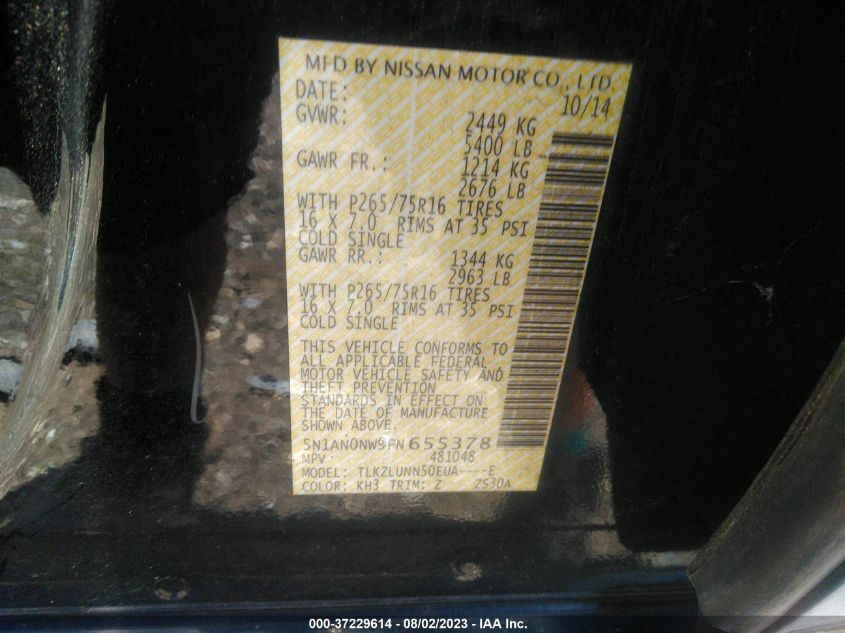 MFD BY NISSAN MOTOR CO., LTD.
DATE: 10/14
GVWR: 2449 KG
5400 LB
GAWR FR.: 1214 KG
2676 LB
WITH P265/75R16 TIRES
16 X 7.0 RIMS AT 35 PSI
COLD SINGLE
GAWR RR.: 1344 KG
2963 LB
WITH P265/75R16 TIRES
16 X 7.0 RIMS AT 35 PSI
COLD SINGLE
THIS VEHICLE CONFORMS TO
ALL APPLICABLE FEDERAL
MOTOR VEHICLE SAFETY AND
THEFT PREVENTION
STANDARDS IN EFFECT ON
THE DATE OF MANUFACTURE
SHOWN ABOVE.
5N1AN0NW9FN655378
MPV: 481048
MODEL: TLKZLUNN50EUA----E
COLOR: KH3 TRIM: Z ZS30A
000-37229614 - 08/02/2023 - IAA Inc.